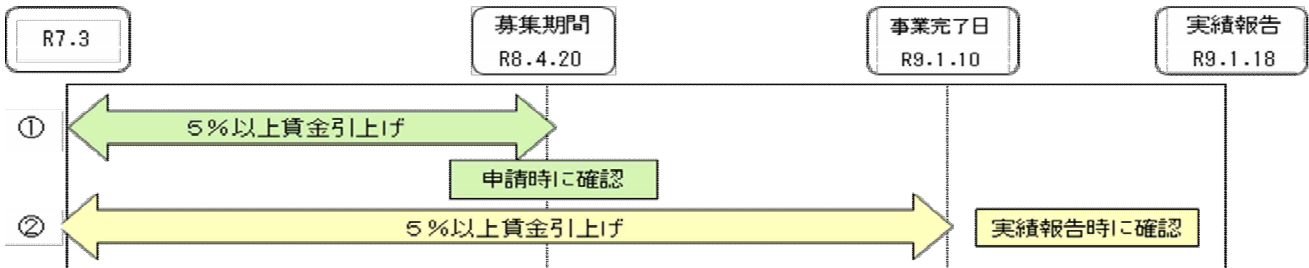 R7.3
募集期間
R8.4.20
事業完了日
R9.1.10
実績報告
R9.1.18
①
5%以上賃金引上げ
申請時に確認
②
5%以上賃金引上げ
実績報告時に確認